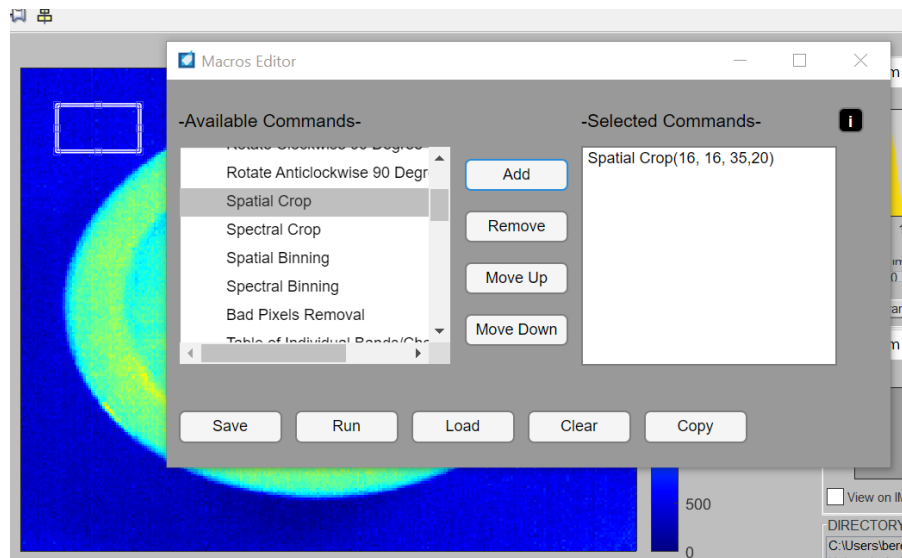 Macros Editor
-Available Commands-
-Selected Commands-
i
Rotate Anticlockwise 90 Degr
Spatial Crop
Spectral Crop
Spatial Binning
Spectral Binning
Bad Pixels Removal
Add
Remove
Move Up
Move Down
Spatial Crop(16, 16, 35,20)
Save
Run
Load
Clear
Copy
500
0
View on IM
DIRECTORY
C:\Users\bere